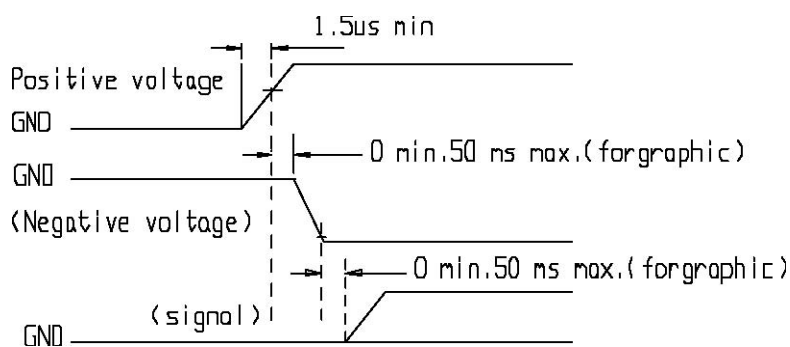 1.5us min
Positive voltage
GND
0 min.50 ms max.(forgraphic)
GND
(Negative voltage)
0 min.50 ms max.(forgraphic)
(signal)
GND